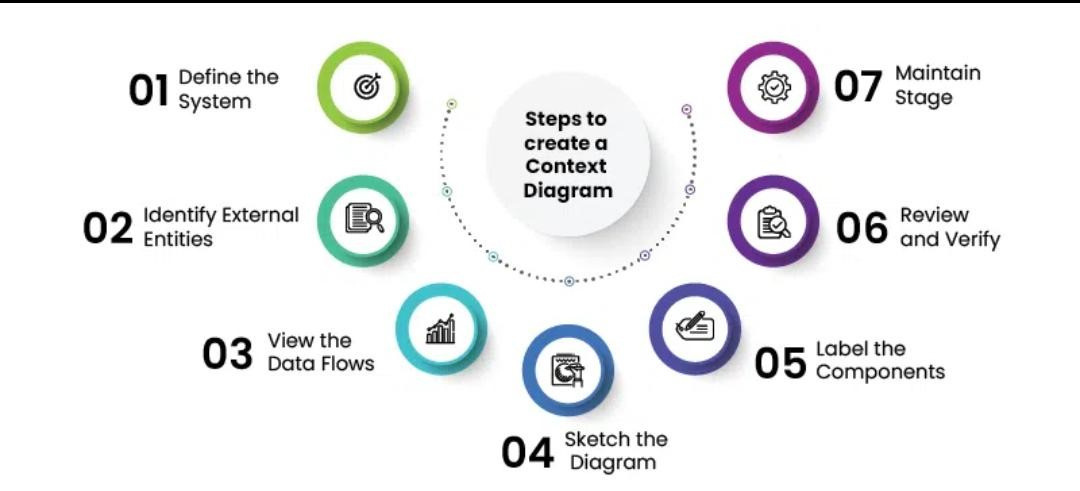 Steps to
create a
Context
Diagram
01 Define the
System
02 Identify External
Entities
03 View the
Data Flows
04 Sketch the
Diagram
05 Label the
Components
06 Review
and Verify
07 Maintain
Stage